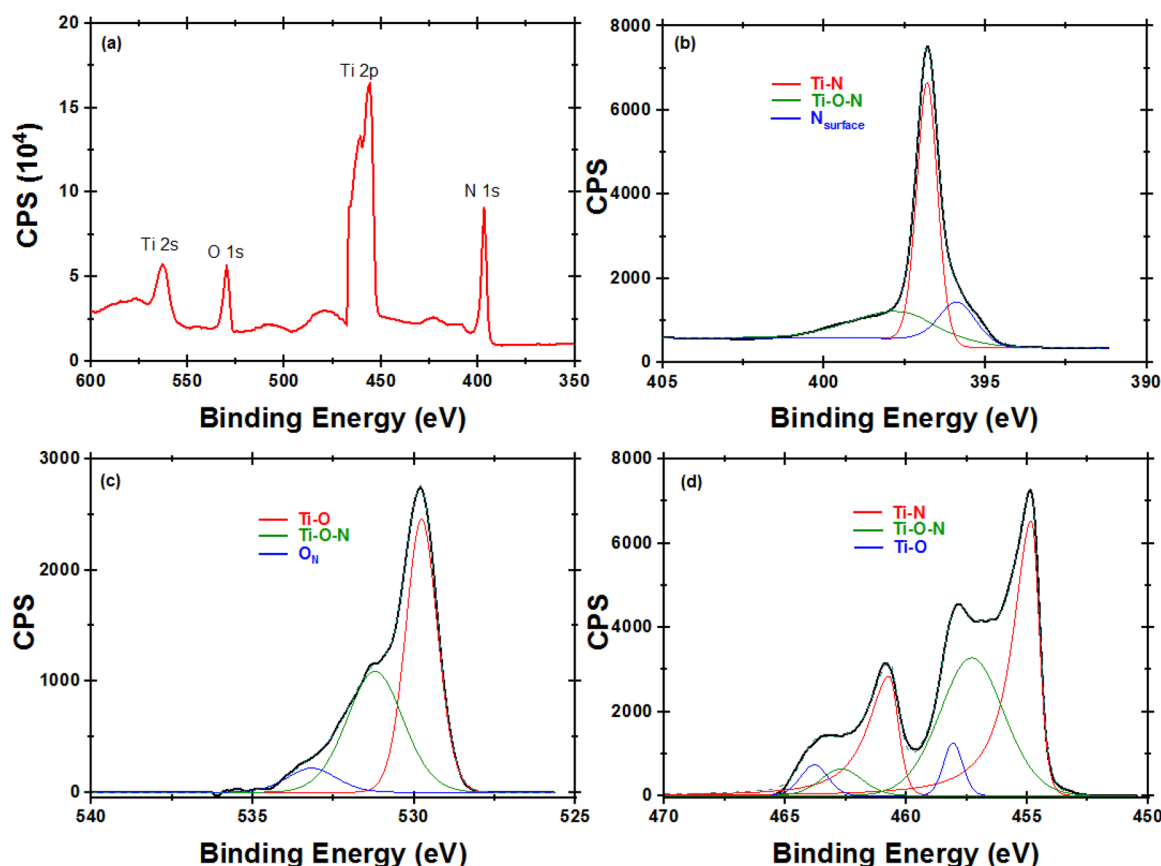 (a)
20
15
10
5
0
CPS (10⁴)
Ti 2s
O 1s
Ti 2p
N 1s
600 550 500 450 400 350
Binding Energy (eV)
(b)
8000
6000
4000
2000
0
CPS
Ti-N
Ti-O-N
Nsurface
405 400 395 390
Binding Energy (eV)
(c)
3000
2000
1000
0
CPS
Ti-O
Ti-O-N
ON
540 535 530 525
Binding Energy (eV)
(d)
8000
6000
4000
2000
0
CPS
Ti-N
Ti-O-N
Ti-O
470 465 460 455 450
Binding Energy (eV)